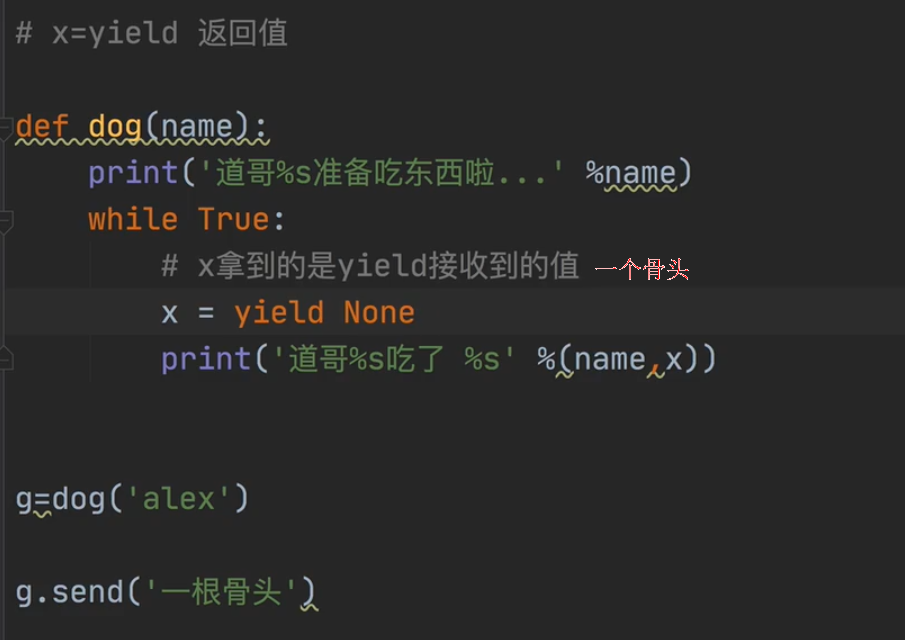 # x=yield 返回值
def dog(name):
print('道哥%s准备吃东西啦...' %name)
while True:
# x拿到的是yield接收到的值 一个骨头
x = yield None
print('道哥%s吃了 %s' %(name,x))
g=dog('alex')
g.send('一根骨头')